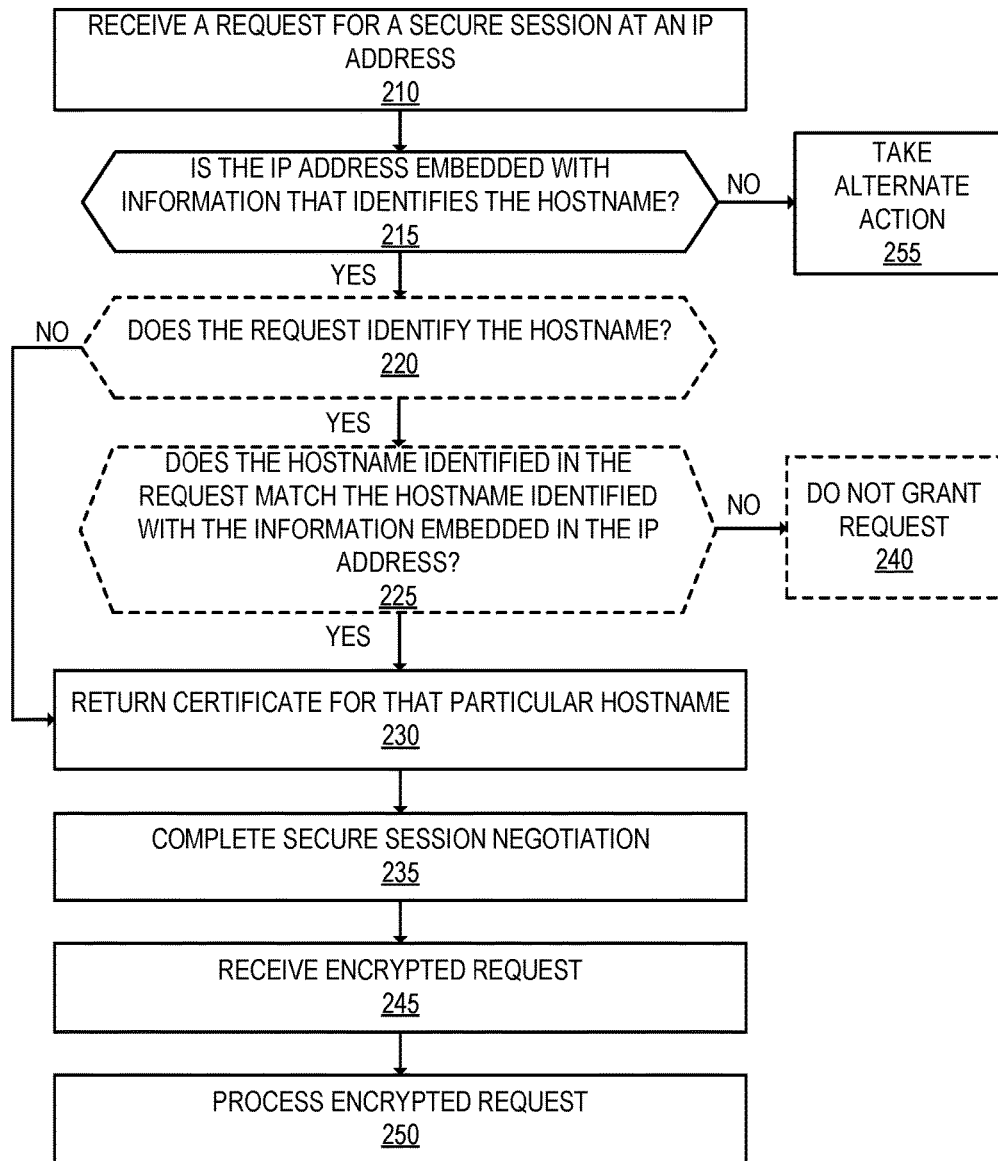 RECEIVE A REQUEST FOR A SECURE SESSION AT AN IP
ADDRESS
210
IS THE IP ADDRESS EMBEDDED WITH
INFORMATION THAT IDENTIFIES THE HOSTNAME?
215
NO
TAKE
ALTERNATE
ACTION
255
YES
DOES THE REQUEST IDENTIFY THE HOSTNAME?
220
NO
YES
DOES THE HOSTNAME IDENTIFIED IN THE
REQUEST MATCH THE HOSTNAME IDENTIFIED
WITH THE INFORMATION EMBEDDED IN THE IP
ADDRESS?
225
NO
DO NOT GRANT
REQUEST
240
YES
RETURN CERTIFICATE FOR THAT PARTICULAR HOSTNAME
230
COMPLETE SECURE SESSION NEGOTIATION
235
RECEIVE ENCRYPTED REQUEST
245
PROCESS ENCRYPTED REQUEST
250